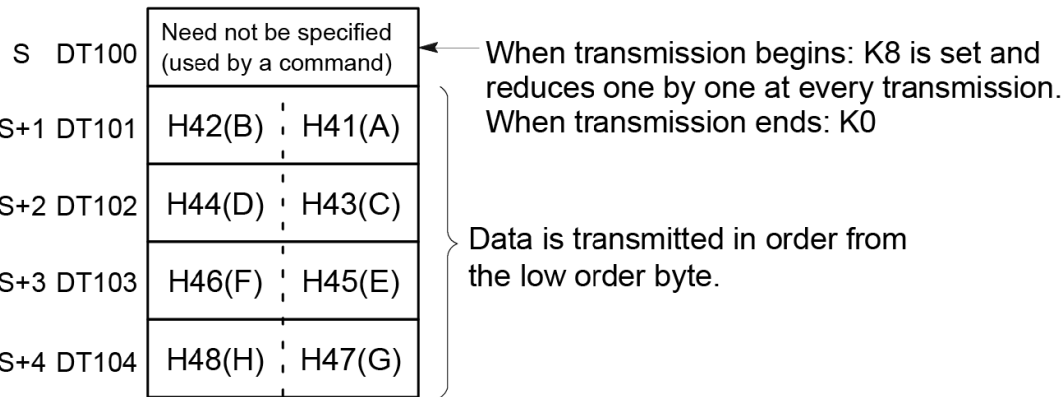 S DT100 Need not be specified
(used by a command)
When transmission begins: K8 is set and
reduces one by one at every transmission.
When transmission ends: K0
S+1 DT101 H42(B) H41(A)
S+2 DT102 H44(D) H43(C)
S+3 DT103 H46(F) H45(E)
S+4 DT104 H48(H) H47(G)
Data is transmitted in order from
the low order byte.